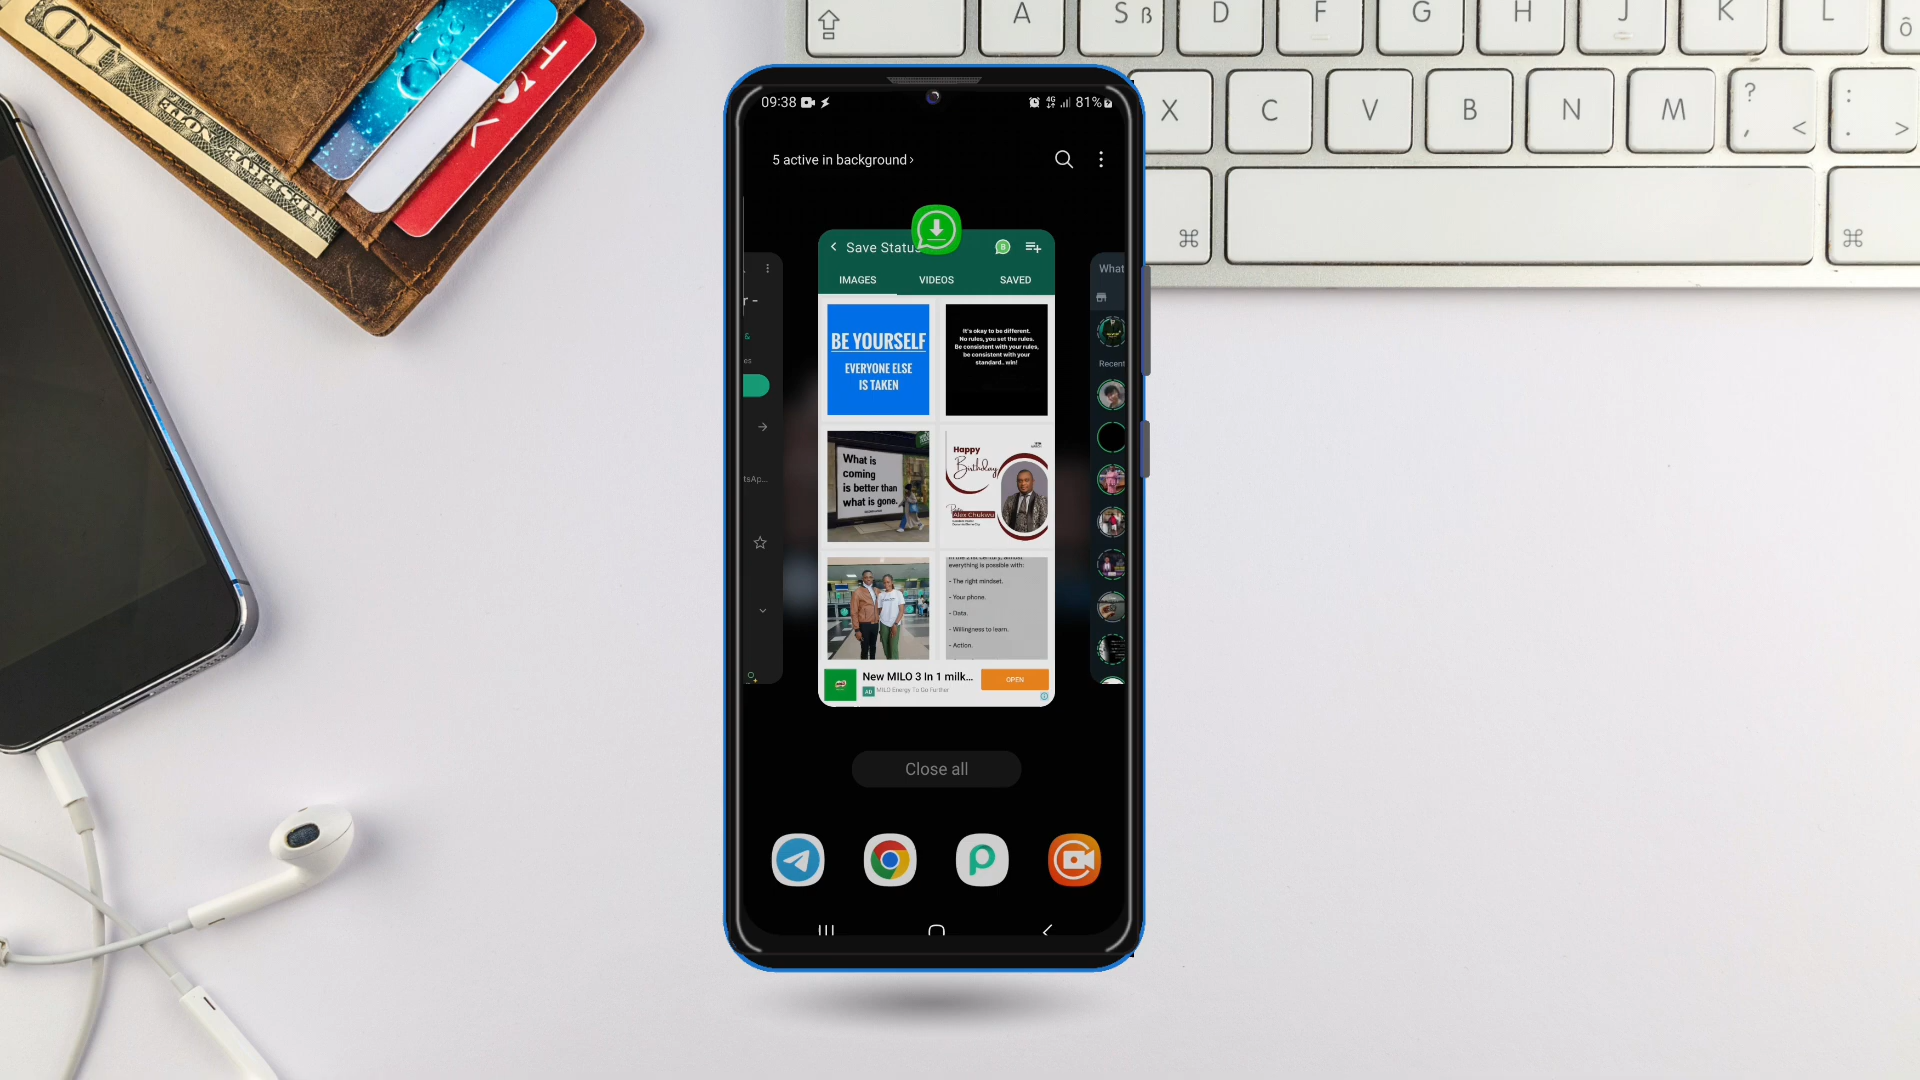 A S ß D F G H J K L ô
X C V B N M ? , < : . >
⌘ ⌘
09:38
4G 81%
5 active in background ›
Save Status
B
IMAGES VIDEOS SAVED
BE YOURSELF
EVERYONE ELSE
IS TAKEN
It's okay to be different.
No rules, you set the rules.
Be consistent with your rules,
be consistent with your
standard.. win!
What is
coming
is better than
what is gone.
Happy
Birthday
Alex Chukwu
everything is possible with:
- The right mindset.
- Your phone.
- Data.
- Willingness to learn.
- Action.
New MILO 3 In 1 milk...
AD MILO Energy To Go Further
OPEN
r -
&
es
tsAp...
What
Recent
Close all